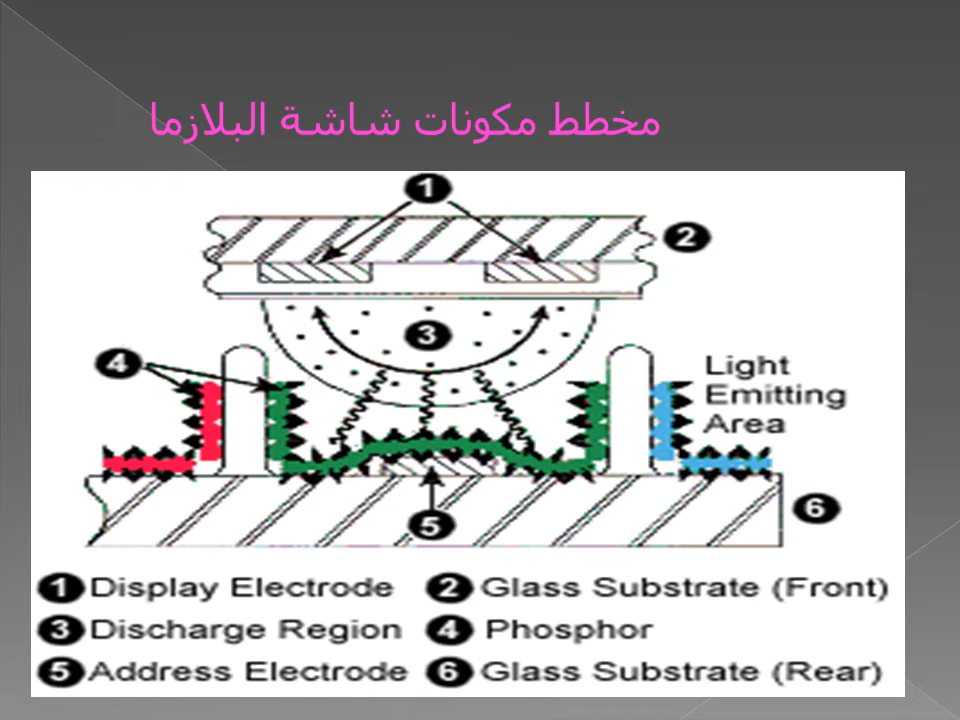 مخطط مكونات شاشة البلازما
1
2
3
4
Light
Emitting
Area
6
5
1 Display Electrode 2 Glass Substrate (Front)
3 Discharge Region 4 Phosphor
5 Address Electrode 6 Glass Substrate (Rear)